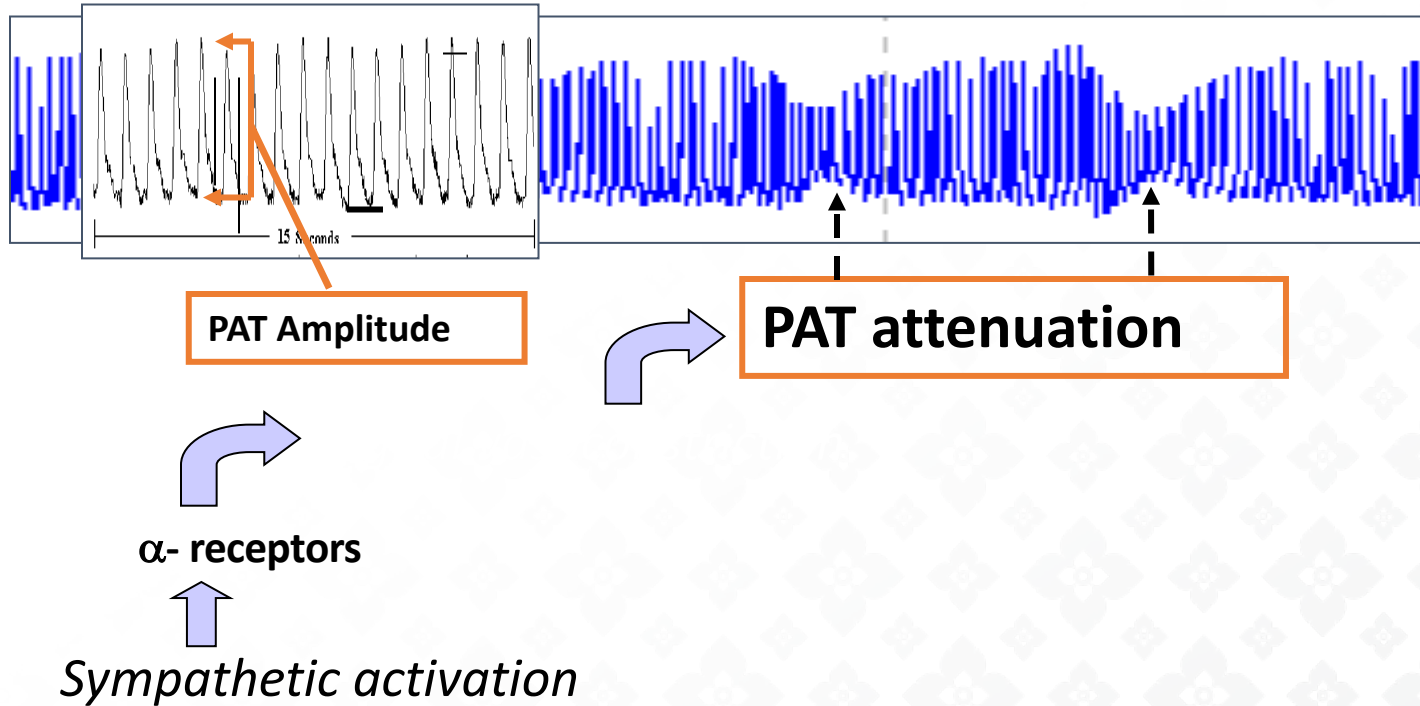 15 Seconds
PAT Amplitude
PAT attenuation
α- receptors
Sympathetic activation